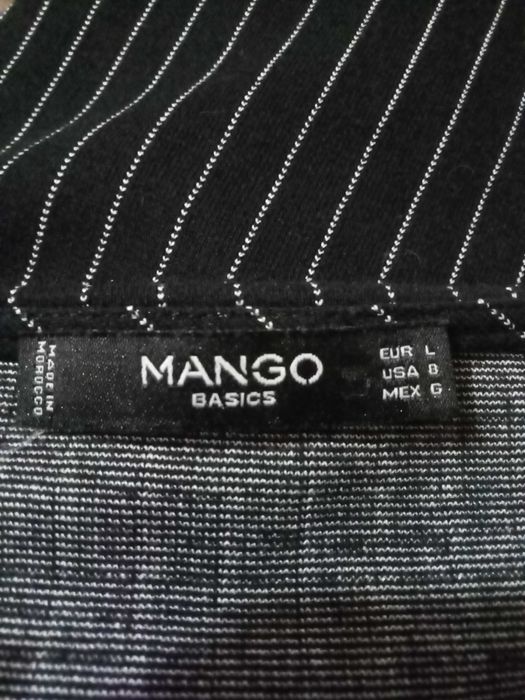 MADE IN
MOROCCO
MANGO
BASICS
EUR L
USA 8
MEX G